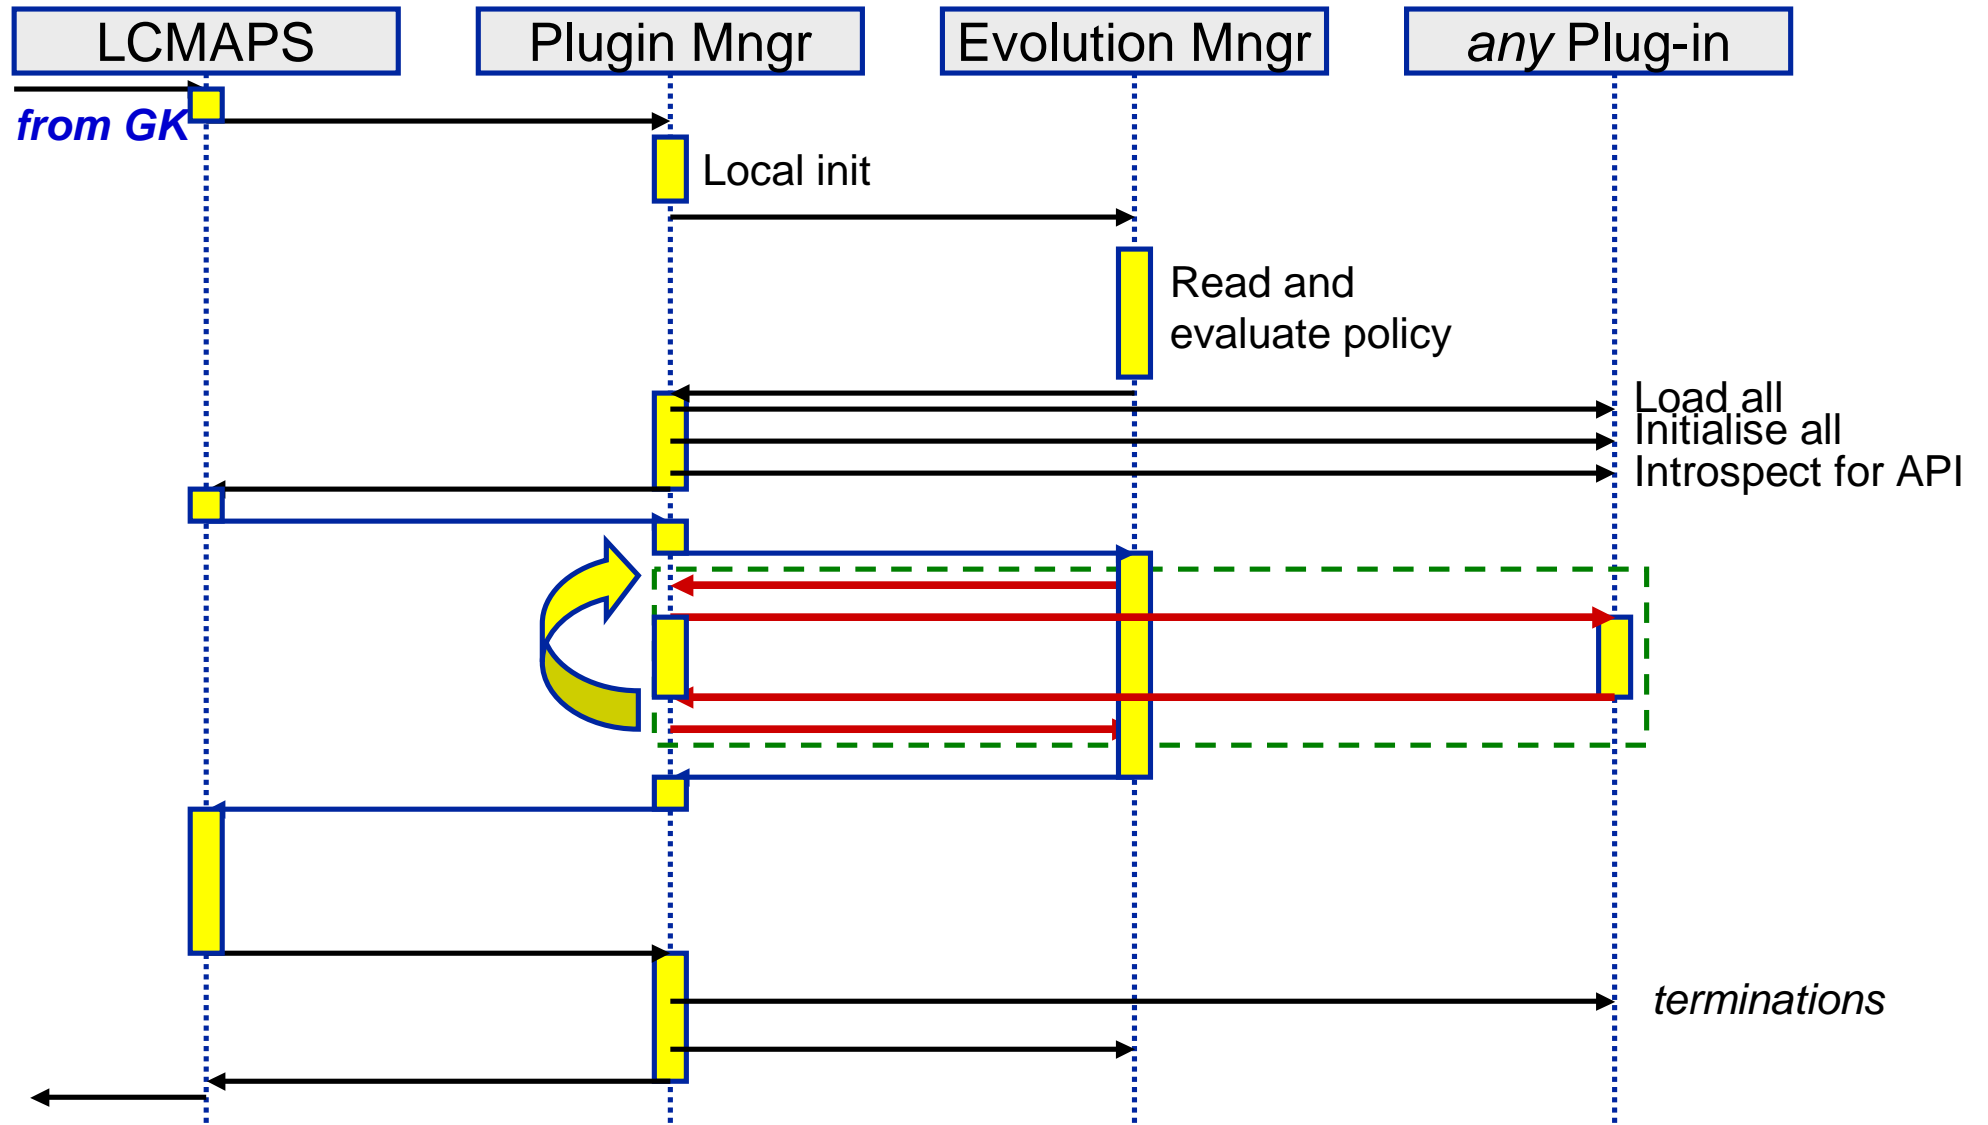 LCMAPS
Plugin Mngr
Evolution Mngr
any Plug-in
from GK
Local init
Read and
evaluate policy
Load all
Initialise all
Introspect for API
terminations